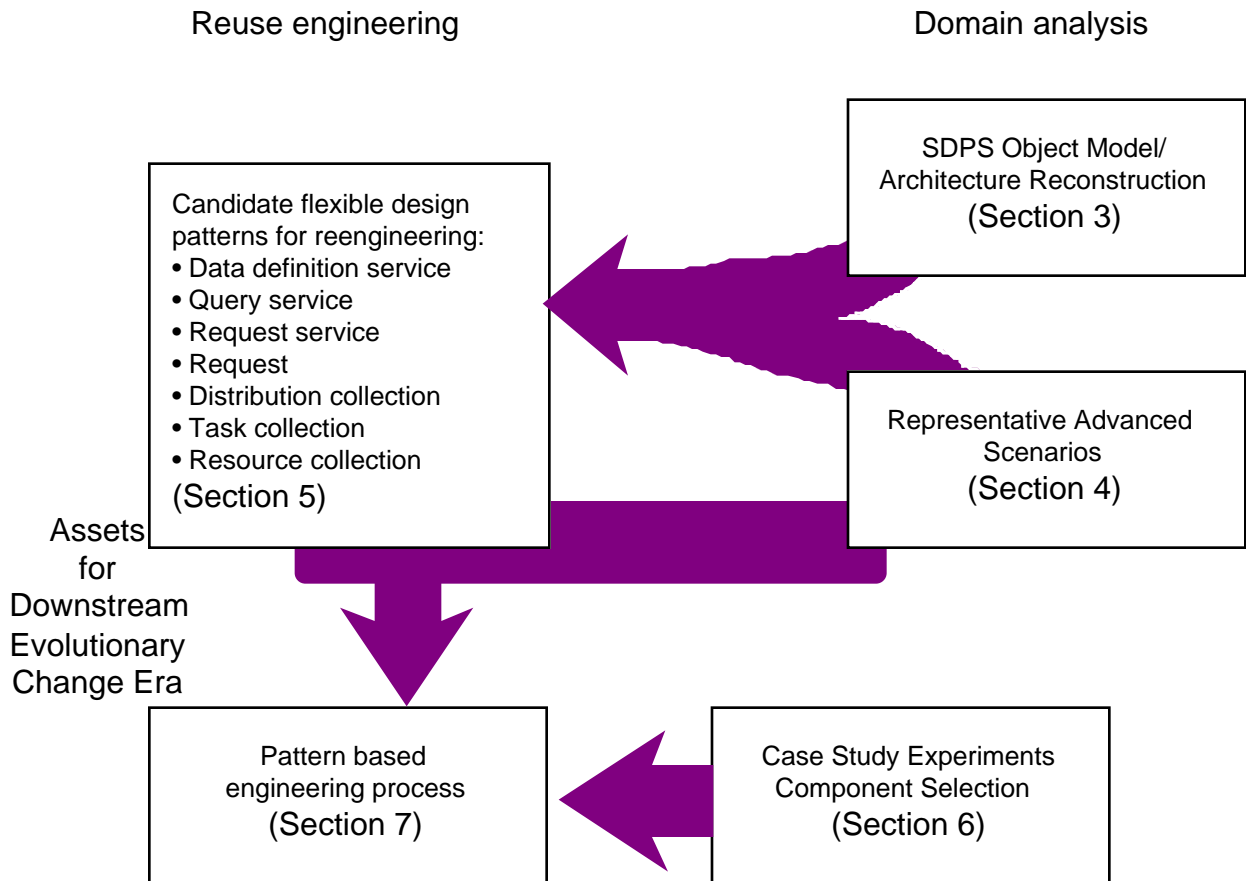 Reuse engineering
Domain analysis
SDPS Object Model/
Architecture Reconstruction
(Section 3)
Candidate flexible design
patterns for reengineering:
• Data definition service
• Query service
• Request service
• Request
• Distribution collection
• Task collection
• Resource collection
(Section 5)
Representative Advanced
Scenarios
(Section 4)
Assets
for
Downstream
Evolutionary
Change Era
Pattern based
engineering process
(Section 7)
Case Study Experiments
Component Selection
(Section 6)